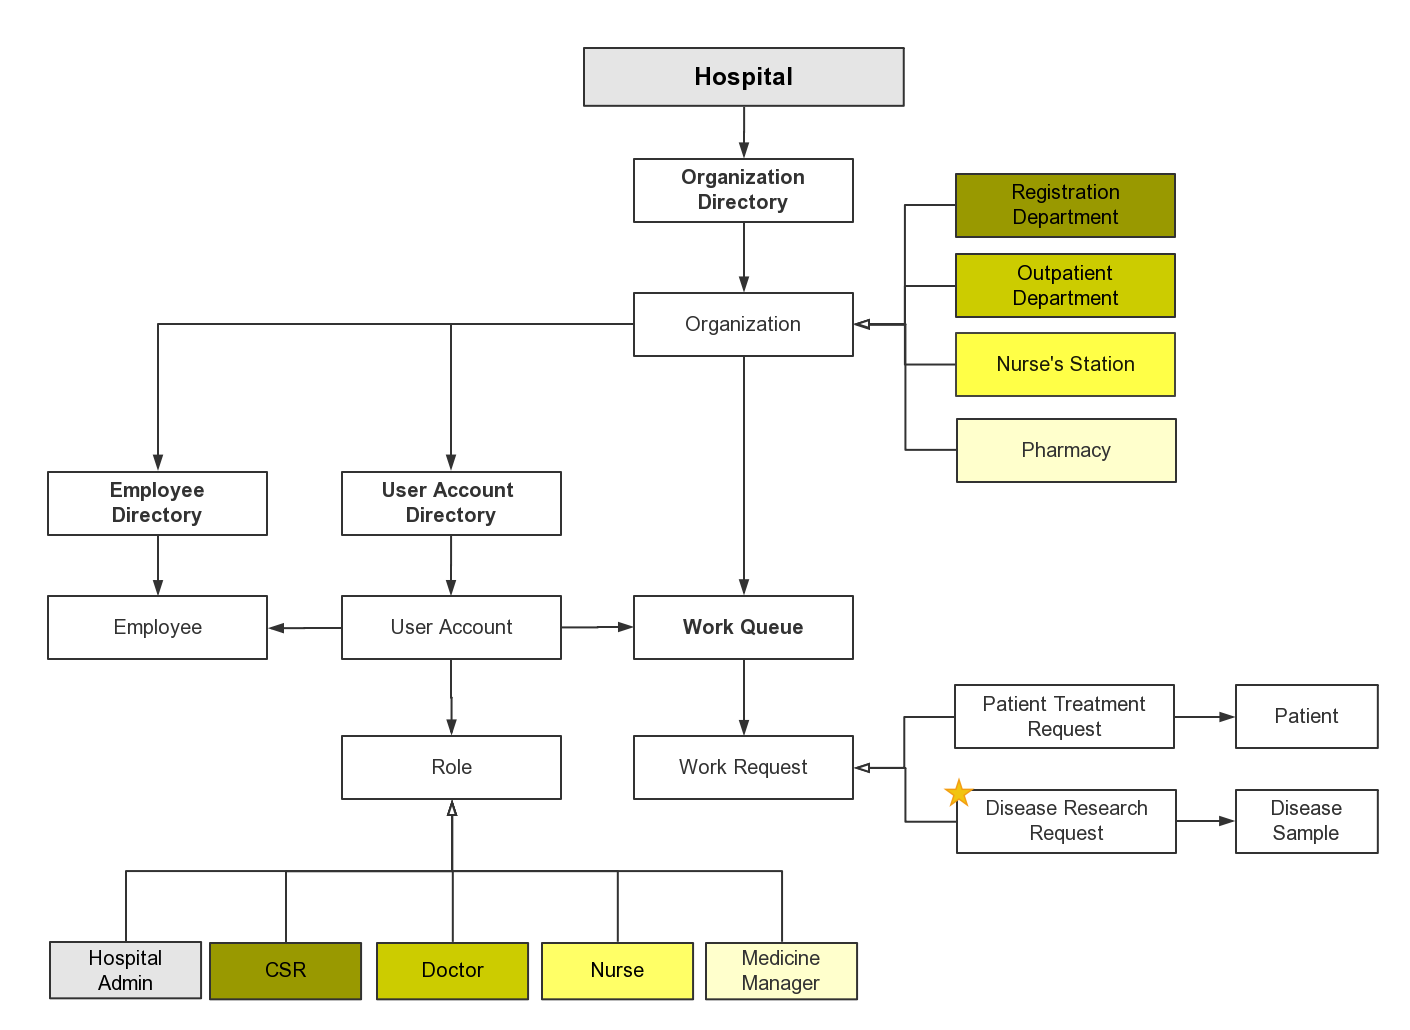 Hospital
Organization
Directory
Registration
Department
Outpatient
Department
Organization
Nurse's Station
Pharmacy
Employee
Directory
User Account
Directory
Employee
User Account
Work Queue
Patient Treatment
Request
Patient
Role
Work Request
Disease Research
Request
Disease
Sample
Hospital
Admin
CSR
Doctor
Nurse
Medicine
Manager